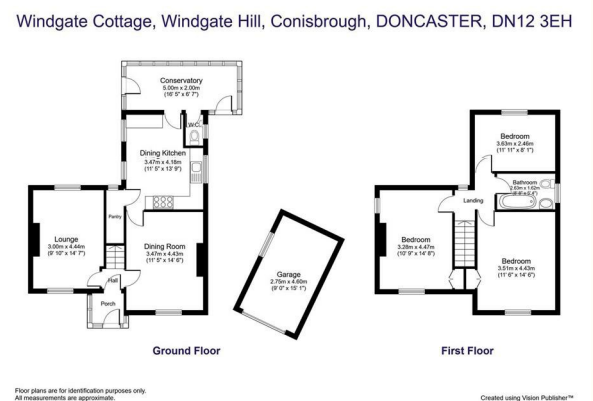 Windgate Cottage, Windgate Hill, Conisbrough, DONCASTER, DN12 3EH
Conservatory
5.00m x 2.00m
(16' 5" x 6' 7")
W.C.
Dining Kitchen
3.47m x 4.18m
(11' 5" x 13' 9")
Pantry
Lounge
3.00m x 4.44m
(9' 10" x 14' 7")
Dining Room
3.47m x 4.43m
(11' 5" x 14' 6")
Hall
Porch
Garage
2.75m x 4.60m
(9' 0" x 15' 1")
Bedroom
3.63m x 2.46m
(11' 11" x 8' 1")
Bathroom
2.63m x 1.62m
Landing
Bedroom
3.28m x 4.47m
(10' 9" x 14' 8")
Bedroom
3.51m x 4.43m
(11' 6" x 14' 6")
Ground Floor
First Floor
Floor plans are for identification purposes only.
All measurements are approximate.
Created using Vision Publisher™